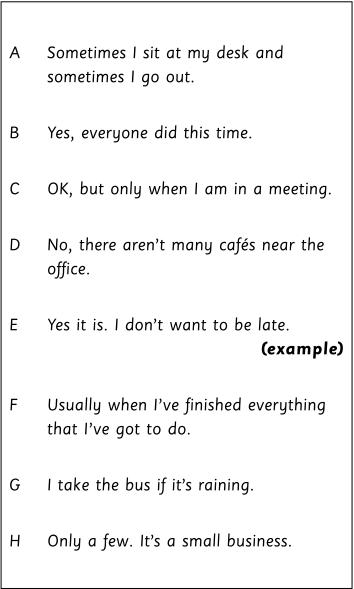 A Sometimes I sit at my desk and
sometimes I go out.
B Yes, everyone did this time.
C OK, but only when I am in a meeting.
D No, there aren't many cafés near the
office.
E Yes it is. I don't want to be late.
(example)
F Usually when I've finished everything
that I've got to do.
G I take the bus if it's raining.
H Only a few. It's a small business.